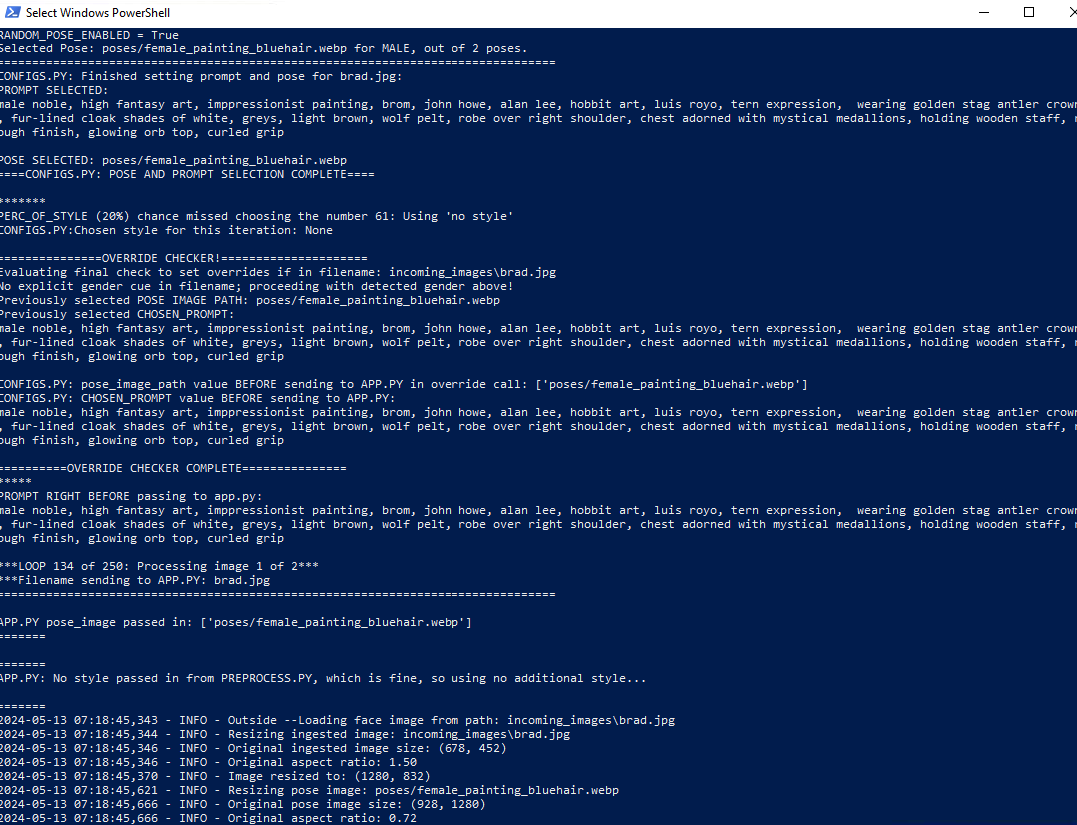 Select Windows PowerShell
RANDOM_POSE_ENABLED = True
Selected Pose: poses/female_painting_bluehair.webp for MALE, out of 2 poses.
================================================================================
CONFIGS.PY: Finished setting prompt and pose for brad.jpg:
PROMPT SELECTED:
male noble, high fantasy art, imppressionist painting, brom, john howe, alan lee, hobbit art, luis royo, tern expression,  wearing golden stag antler crown
, fur-lined cloak shades of white, greys, light brown, wolf pelt, robe over right shoulder, chest adorned with mystical medallions, holding wooden staff,
ough finish, glowing orb top, curled grip
POSE SELECTED: poses/female_painting_bluehair.webp
====CONFIGS.PY: POSE AND PROMPT SELECTION COMPLETE====
*******
PERC_OF_STYLE (20%) chance missed choosing the number 61: Using 'no style'
CONFIGS.PY:Chosen style for this iteration: None
===============OVERRIDE CHECKER!=====================
Evaluating final check to set overrides if in filename: incoming_images\brad.jpg
No explicit gender cue in filename; proceeding with detected gender above!
Previously selected POSE IMAGE PATH: poses/female_painting_bluehair.webp
Previously selected CHOSEN_PROMPT:
male noble, high fantasy art, imppressionist painting, brom, john howe, alan lee, hobbit art, luis royo, tern expression,  wearing golden stag antler crown
, fur-lined cloak shades of white, greys, light brown, wolf pelt, robe over right shoulder, chest adorned with mystical medallions, holding wooden staff,
ough finish, glowing orb top, curled grip
CONFIGS.PY: pose_image_path value BEFORE sending to APP.PY in override call: ['poses/female_painting_bluehair.webp']
CONFIGS.PY: CHOSEN_PROMPT value BEFORE sending to APP.PY:
male noble, high fantasy art, imppressionist painting, brom, john howe, alan lee, hobbit art, luis royo, tern expression,  wearing golden stag antler crown
, fur-lined cloak shades of white, greys, light brown, wolf pelt, robe over right shoulder, chest adorned with mystical medallions, holding wooden staff,
ough finish, glowing orb top, curled grip
==========OVERRIDE CHECKER COMPLETE===============
*****
PROMPT RIGHT BEFORE passing to app.py:
male noble, high fantasy art, imppressionist painting, brom, john howe, alan lee, hobbit art, luis royo, tern expression,  wearing golden stag antler crown
, fur-lined cloak shades of white, greys, light brown, wolf pelt, robe over right shoulder, chest adorned with mystical medallions, holding wooden staff,
ough finish, glowing orb top, curled grip
***LOOP 134 of 250: Processing image 1 of 2***
***Filename sending to APP.PY: brad.jpg
================================================================================
APP.PY pose_image passed in: ['poses/female_painting_bluehair.webp']
=======
=======
APP.PY: No style passed in from PREPROCESS.PY, which is fine, so using no additional style...
=======
2024-05-13 07:18:45,343 - INFO - Outside --Loading face image from path: incoming_images\brad.jpg
2024-05-13 07:18:45,344 - INFO - Resizing ingested image: incoming_images\brad.jpg
2024-05-13 07:18:45,346 - INFO - Original ingested image size: (678, 452)
2024-05-13 07:18:45,346 - INFO - Original aspect ratio: 1.50
2024-05-13 07:18:45,370 - INFO - Image resized to: (1280, 832)
2024-05-13 07:18:45,621 - INFO - Resizing pose image: poses/female_painting_bluehair.webp
2024-05-13 07:18:45,666 - INFO - Original pose image size: (928, 1280)
2024-05-13 07:18:45,666 - INFO - Original aspect ratio: 0.72